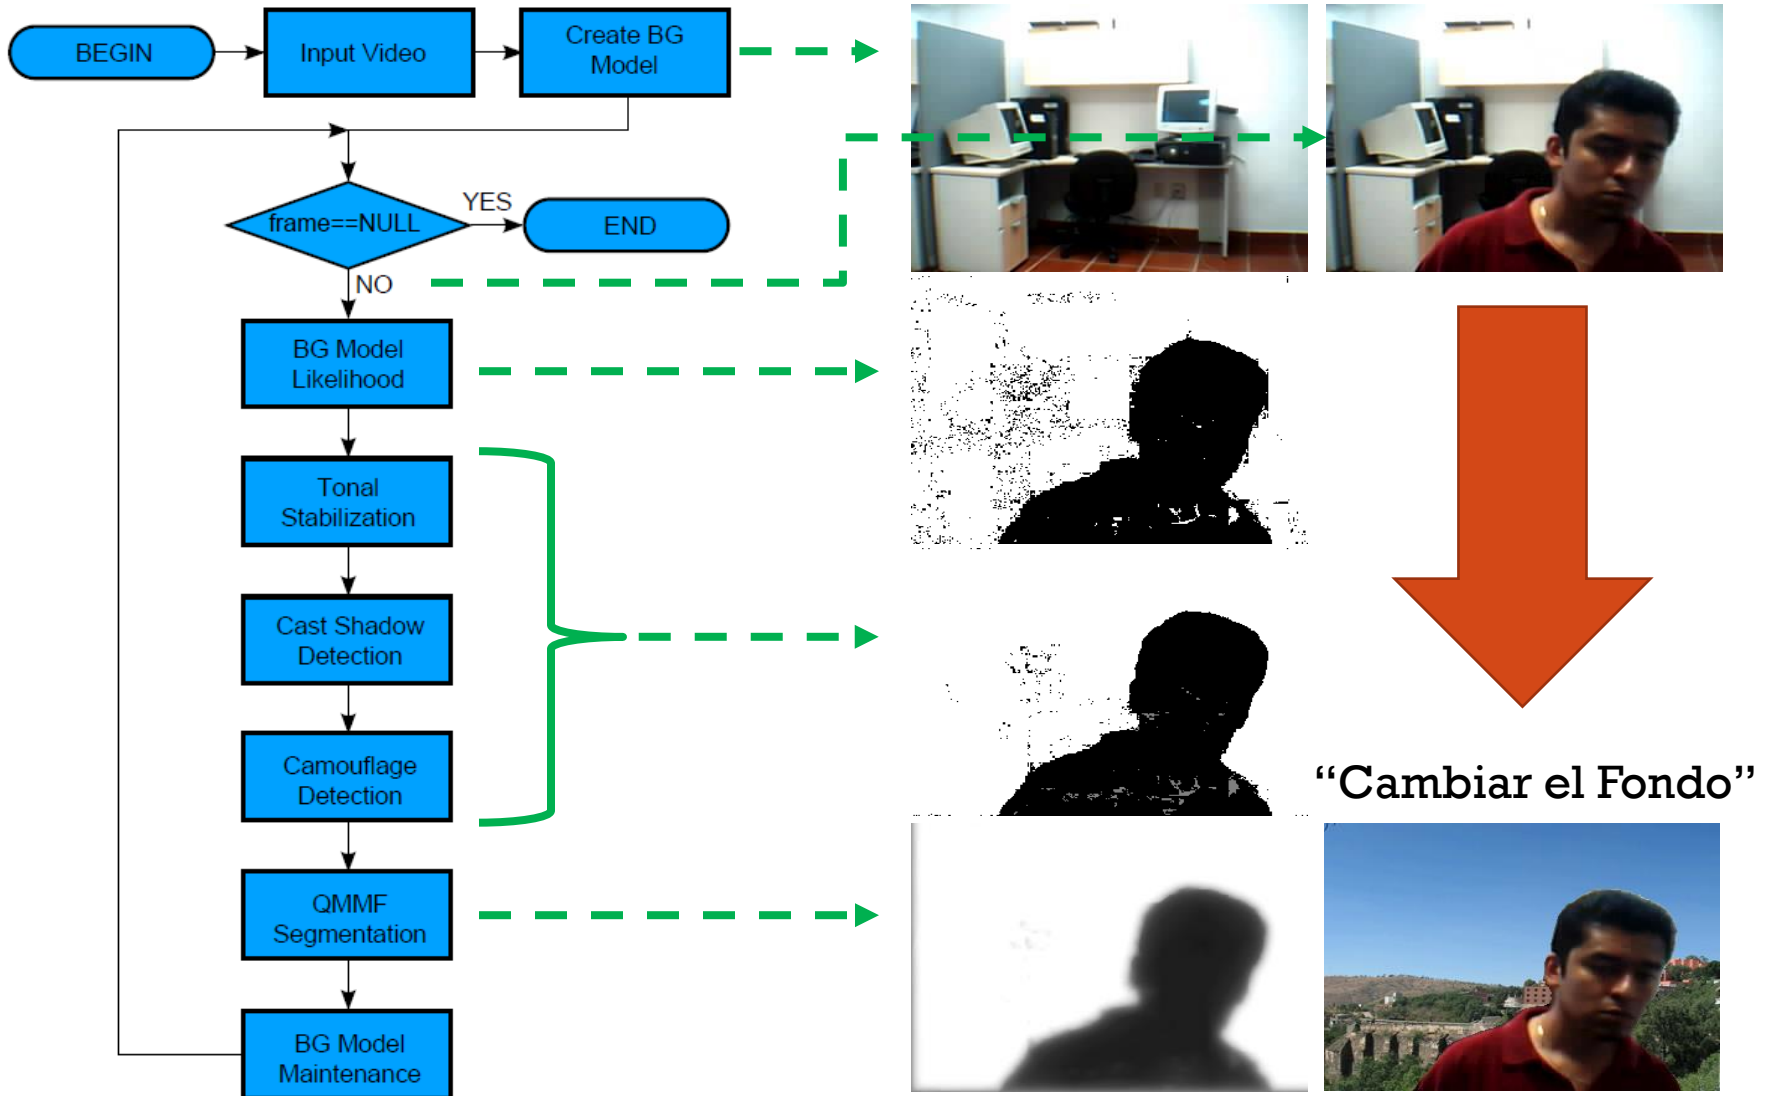 BEGIN
Input Video
Create BG
Model
frame==NULL
YES
END
NO
BG Model
Likelihood
Tonal
Stabilization
Cast Shadow
Detection
Camouflage
Detection
QMMF
Segmentation
BG Model
Maintenance
“Cambiar el Fondo”